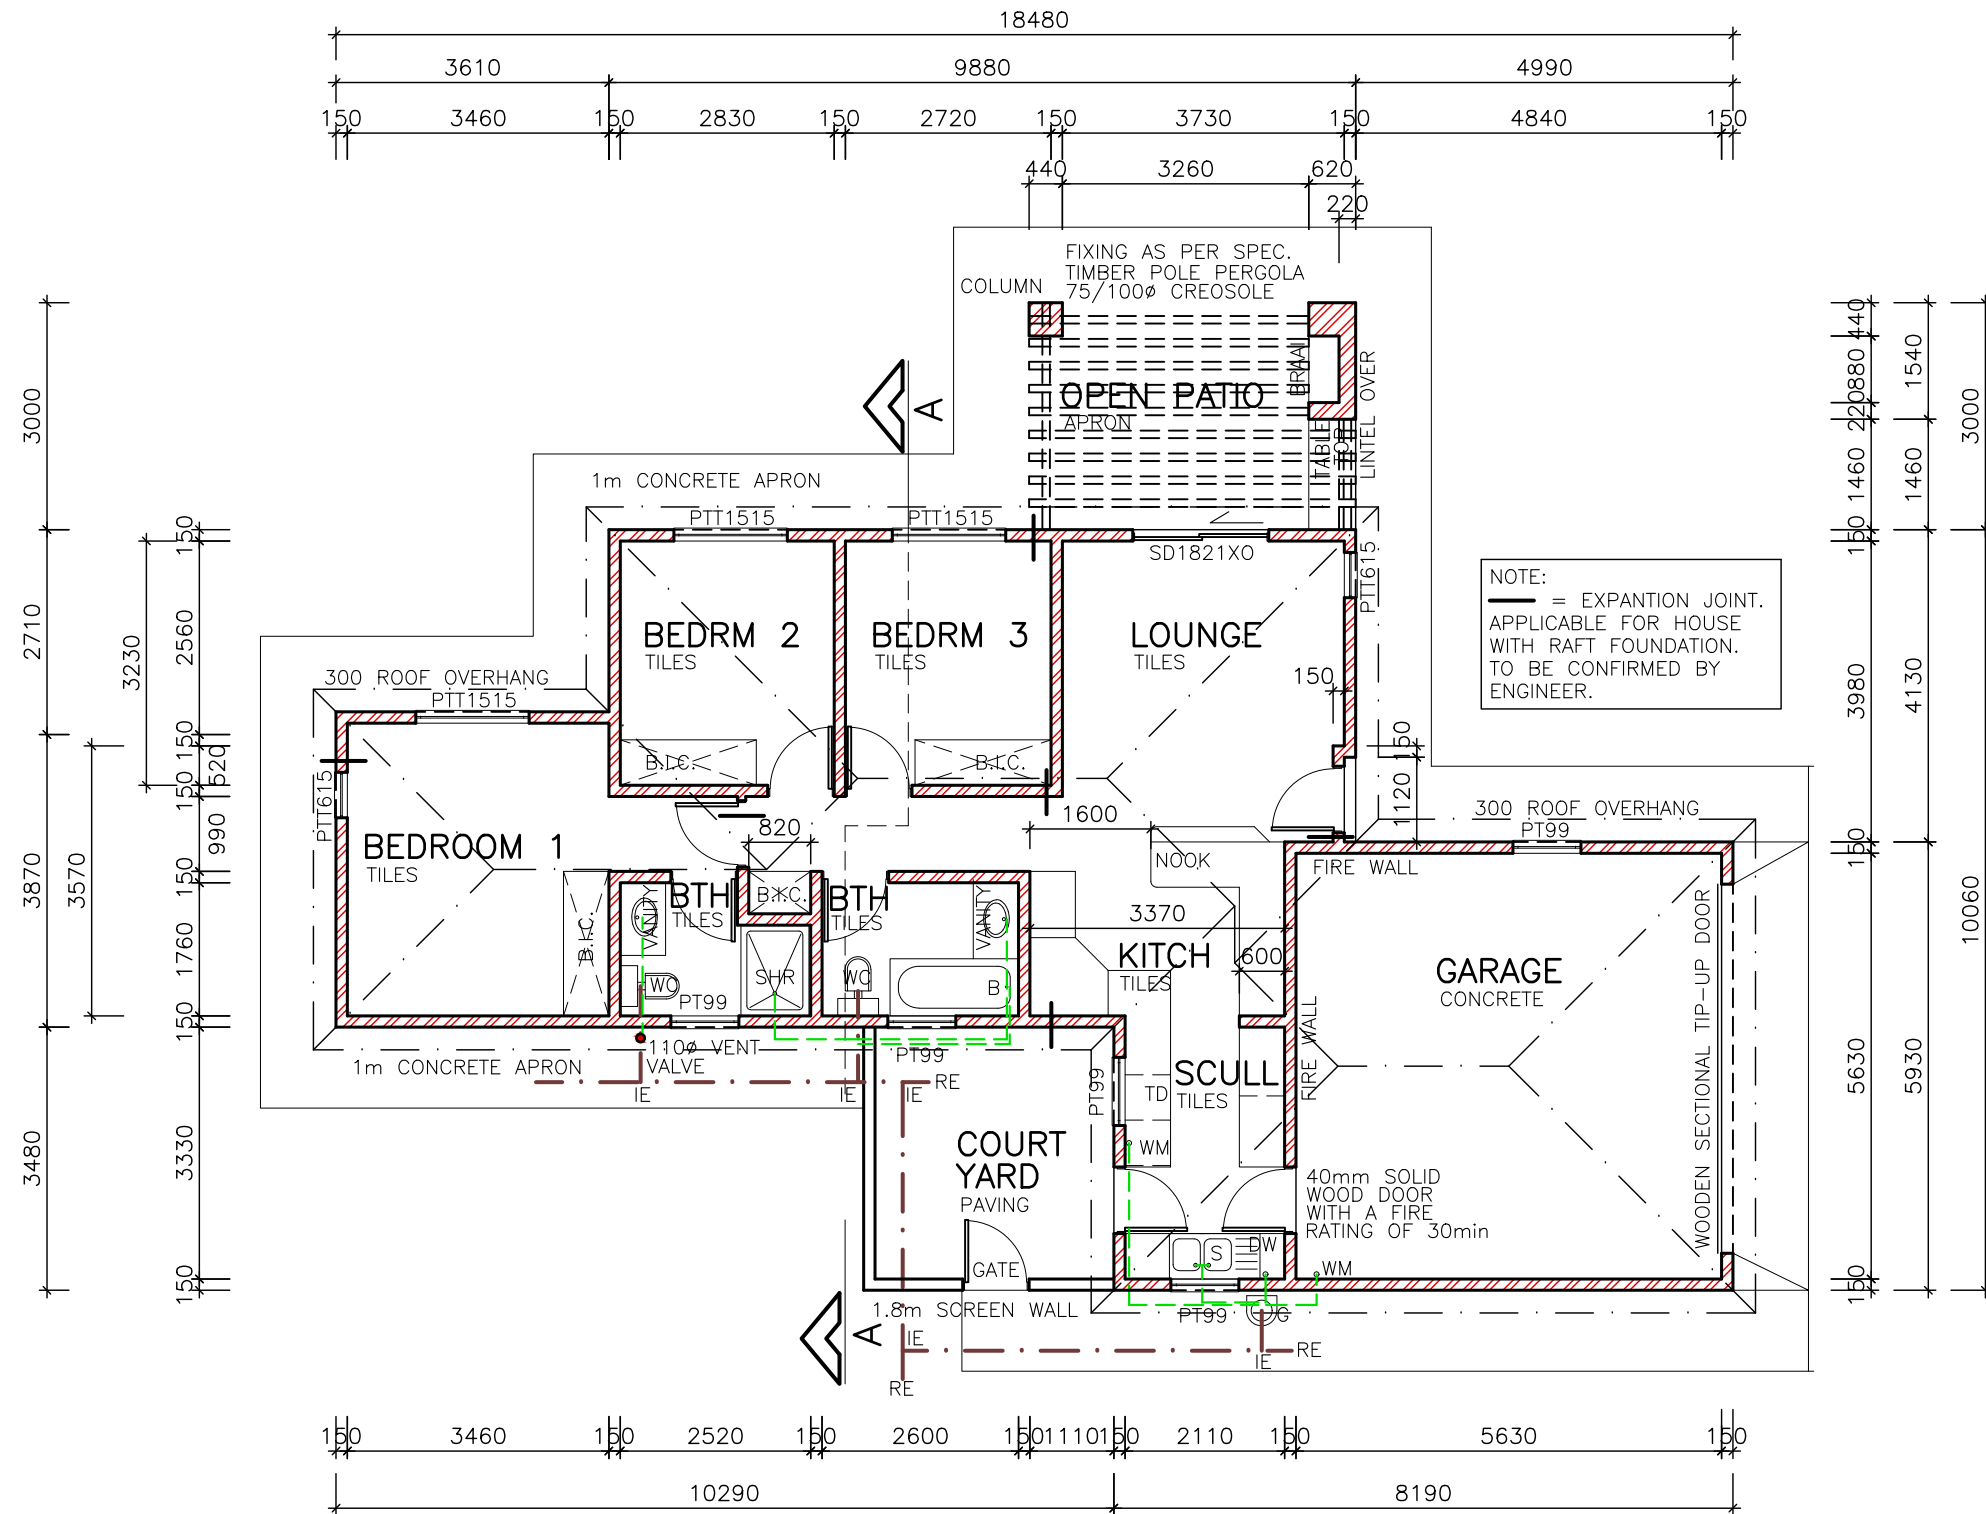 18480
3610 9880 4990
150 3460 150 2830 150 2720 150 3730 150 4840 150
440 3260 620
220
FIXING AS PER SPEC.
TIMBER POLE PERGOLA
75/100ø CREOSOLE
COLUMN
BRAAI
OPEN PATIO
APRON
TABLE
TOP
LINTEL OVER
A
1m CONCRETE APRON
PTT1515
PTT1515
SD1821XO
PTT615
NOTE:
= EXPANTION JOINT.
APPLICABLE FOR HOUSE
WITH RAFT FOUNDATION.
TO BE CONFIRMED BY
ENGINEER.
BEDRM 2
TILES
BEDRM 3
TILES
LOUNGE
TILES
150
300 ROOF OVERHANG
PTT1515
B.I.C.
B.I.C.
150
1120
PTT615
BEDROOM 1
TILES
B.I.C.
820
B.I.C.
1600
NOOK
300 ROOF OVERHANG
PT99
FIRE WALL
BTH
TILES
VANITY
WC
PT99
SHR
BTH
TILES
VANITY
WC
B
PT99
3370
KITCH
TILES
600
GARAGE
CONCRETE
FIRE WALL
WOODEN SECTIONAL TIP-UP DOOR
110ø VENT
VALVE
1m CONCRETE APRON
IE
IE
IE
RE
PT99
SCULL
TILES
TD
WM
COURT
YARD
PAVING
GATE
40mm SOLID
WOOD DOOR
WITH A FIRE
RATING OF 30min
S
DW
WM
PT99
G
1.8m SCREEN WALL
A
IE
RE
IE
RE
3000
2710
3870
3480
3570
3230
150
2560
150
520
150
990
150
1760
150
3330
150
440
880
220
1460
150
3980
150
5630
150
1540
1460
4130
5930
3000
10060
150 3460 150 2520 150 2600 150 1110 150 2110 150 5630 150
10290 8190